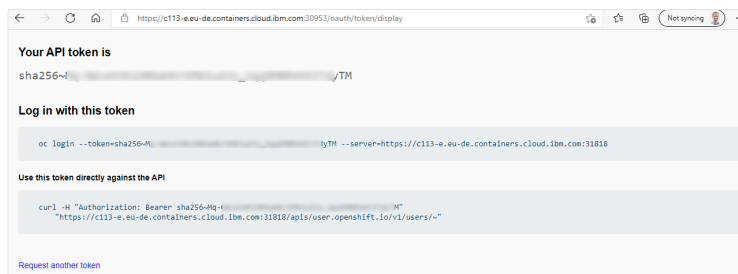 https://c113-e.eu-de.containers.cloud.ibm.com:30953/oauth/token/display
Not syncing
Your API token is
sha256~M yTM
Log in with this token
oc login --token=sha256~M yTM --server=https://c113-e.eu-de.containers.cloud.ibm.com:31818
Use this token directly against the API
curl -H "Authorization: Bearer sha256~Mq- M"
"https://c113-e.eu-de.containers.cloud.ibm.com:31818/apis/user.openshift.io/v1/users/~"
Request another token